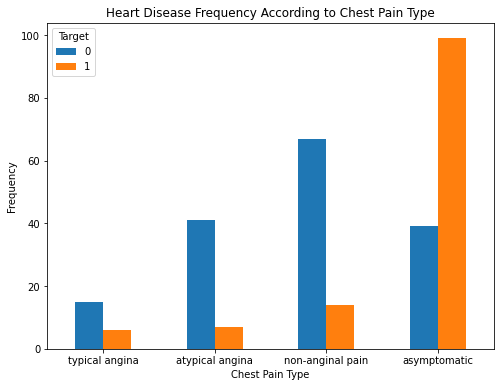 Heart Disease Frequency According to Chest Pain Type
Target
0
1
100
80
60
40
20
0
Frequency
typical angina
atypical angina
non-anginal pain
asymptomatic
Chest Pain Type